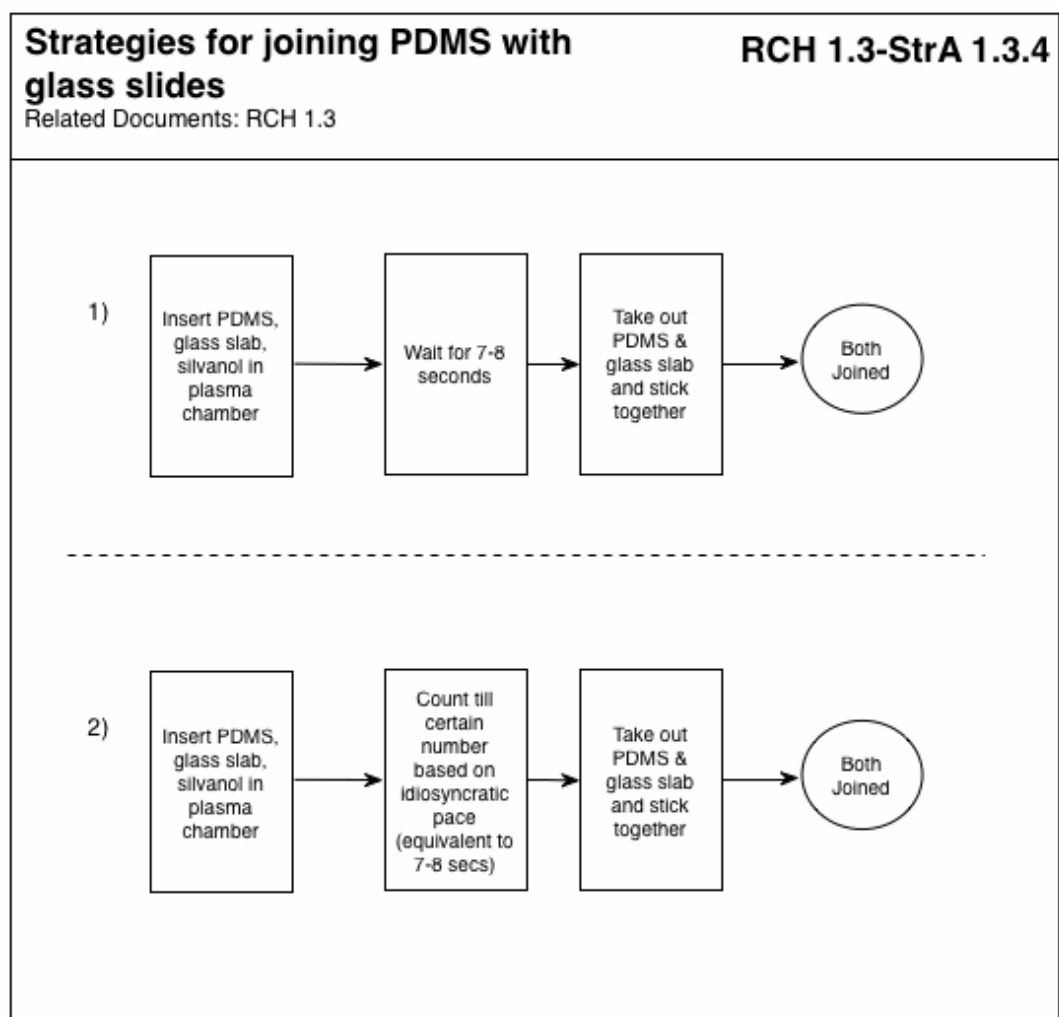 Strategies for joining PDMS with
glass slides
RCH 1.3-StrA 1.3.4
Related Documents: RCH 1.3
1)
Insert PDMS,
glass slab,
silvanol in
plasma
chamber
Wait for 7-8
seconds
Take out
PDMS &
glass slab
and stick
together
Both
Joined
2)
Insert PDMS,
glass slab,
silvanol in
plasma
chamber
Count till
certain
number
based on
idiosyncratic
pace
(equivalent to
7-8 secs)
Take out
PDMS &
glass slab
and stick
together
Both
Joined